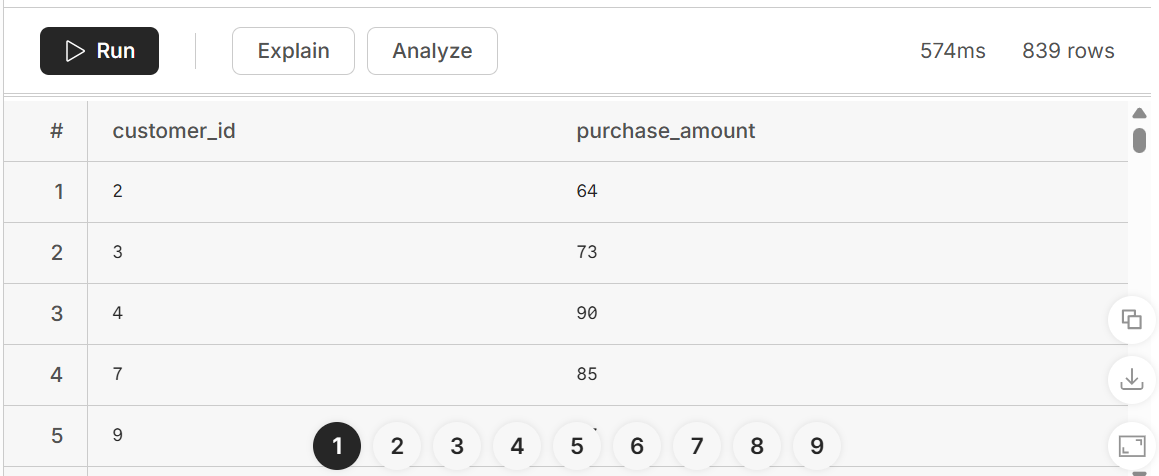 Run Explain Analyze 574ms 839 rows
# customer_id purchase_amount
1 2 64
2 3 73
3 4 90
4 7 85
5 9
1 2 3 4 5 6 7 8 9